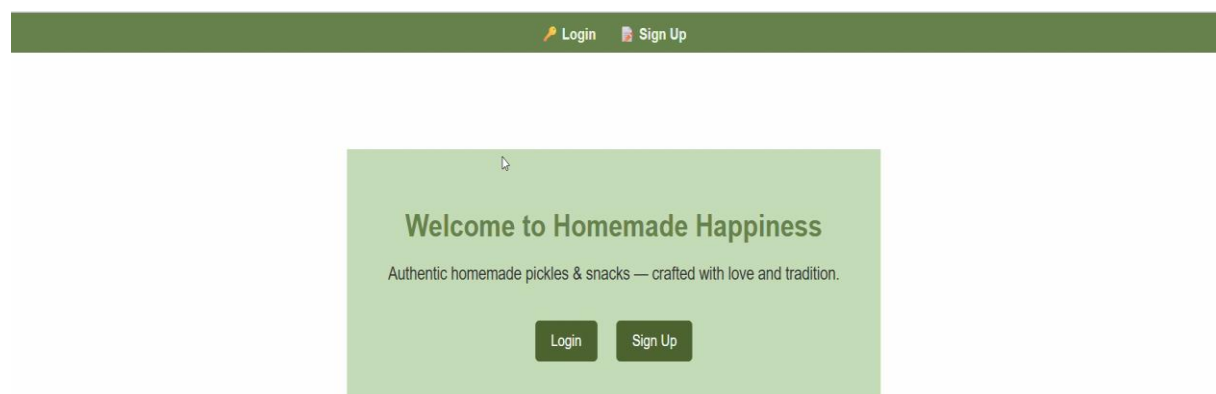 🔑 Login 📝 Sign Up
Welcome to Homemade Happiness
Authentic homemade pickles & snacks — crafted with love and tradition.
Login Sign Up